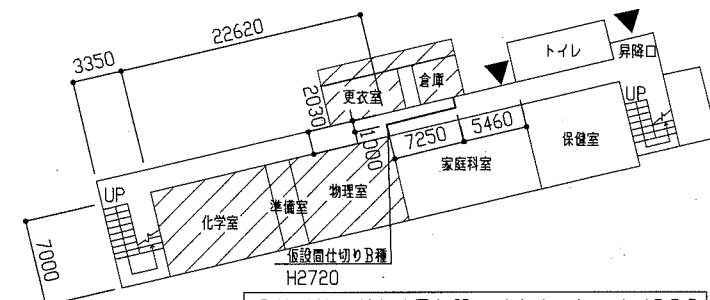 22620
3350
トイレ
昇降口
倉庫
更衣室
2030
1000
UP
7250
5460
保健室
家庭科室
物理室
準備室
化学室
UP
7000
仮設間仕切りB種
H2720